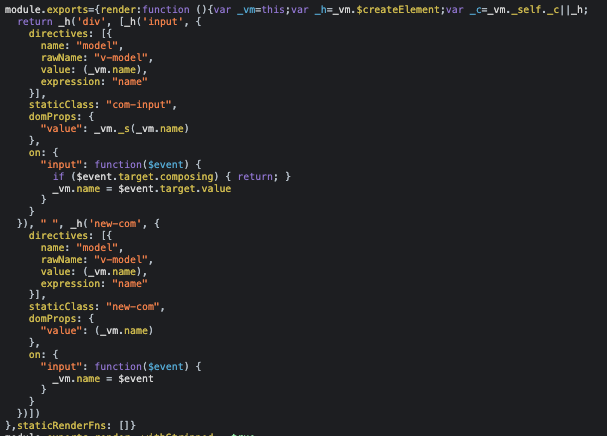 module.exports={render:function (){var _vm=this;var _h=_vm.$createElement;var _c=_vm._self._c||_h;
  return _h('div', [_h('input', {
    directives: [{
      name: "model",
      rawName: "v-model",
      value: (_vm.name),
      expression: "name"
    }],
    staticClass: "com-input",
    domProps: {
      "value": _vm._s(_vm.name)
    },
    on: {
      "input": function($event) {
        if ($event.target.composing) { return; }
        _vm.name = $event.target.value
      }
    }
  }), " ", _h('new-com', {
    directives: [{
      name: "model",
      rawName: "v-model",
      value: (_vm.name),
      expression: "name"
    }],
    staticClass: "new-com",
    domProps: {
      "value": (_vm.name)
    },
    on: {
      "input": function($event) {
        _vm.name = $event
      }
    }
  })])
},staticRenderFns: []}